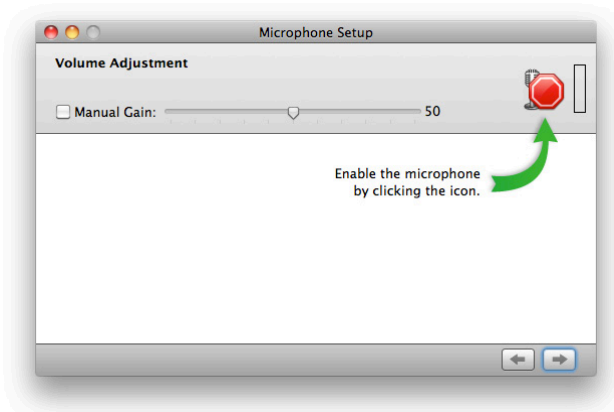 Microphone Setup
Volume Adjustment
Manual Gain: 50
Enable the microphone
by clicking the icon.